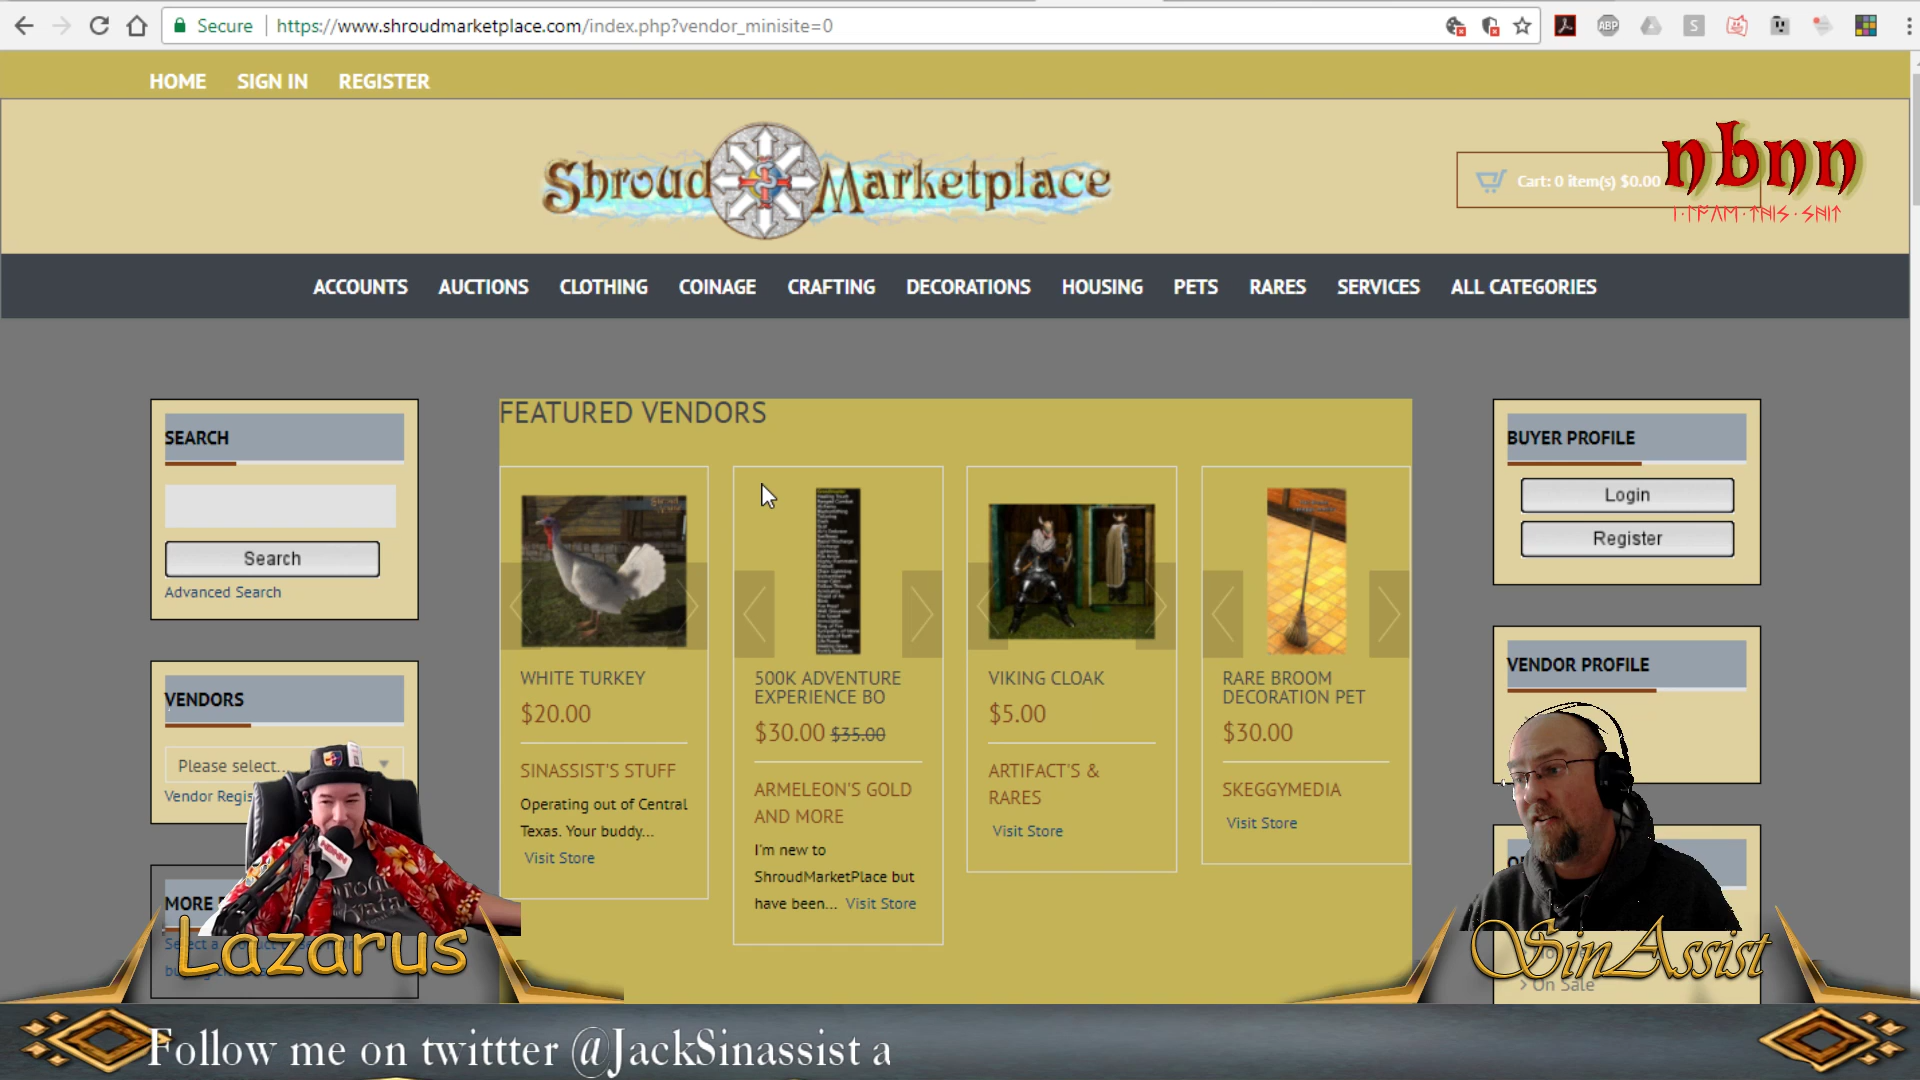 Secure
https://www.shroudmarketplace.com/index.php?vendor_minisite=0
ABP
S
HOME SIGN IN REGISTER
Shroud Marketplace
Cart: 0 item(s) $0.00
nbnn
ACCOUNTS AUCTIONS CLOTHING COINAGE CRAFTING DECORATIONS HOUSING PETS RARES SERVICES ALL CATEGORIES
SEARCH
Search
Advanced Search
VENDORS
Please select...
Vendor Regis
MORE
Select a
FEATURED VENDORS
WHITE TURKEY
$20.00
SINASSIST'S STUFF
Operating out of Central
Texas. Your buddy...
Visit Store
500K ADVENTURE
EXPERIENCE BO
$30.00 $35.00
ARMELEON'S GOLD
AND MORE
I'm new to
ShroudMarketPlace but
have been... Visit Store
VIKING CLOAK
$5.00
ARTIFACT'S &
RARES
Visit Store
RARE BROOM
DECORATION PET
$30.00
SKEGGYMEDIA
Visit Store
BUYER PROFILE
Login
Register
VENDOR PROFILE
On Sale
NBNN
Lazarus
SinAssist
Follow me on twittter @JackSinassist a